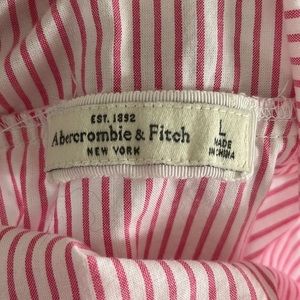 EST. 1892
Abercrombie & Fitch
NEW YORK
L
MADE
IN CHINA